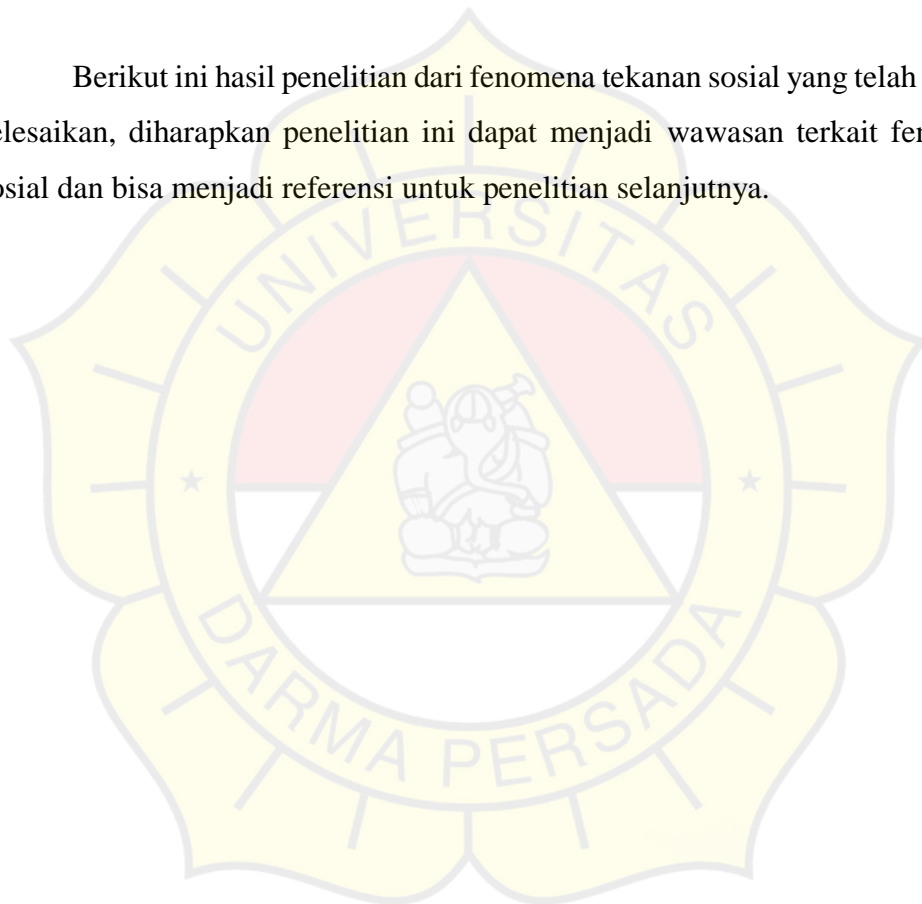 Berikut ini hasil penelitian dari fenomena tekanan sosial yang telah
elesaikan, diharapkan penelitian ini dapat menjadi wawasan terkait fe
osial dan bisa menjadi referensi untuk penelitian selanjutnya.
UNIVERSITAS
DARMA PERSADA